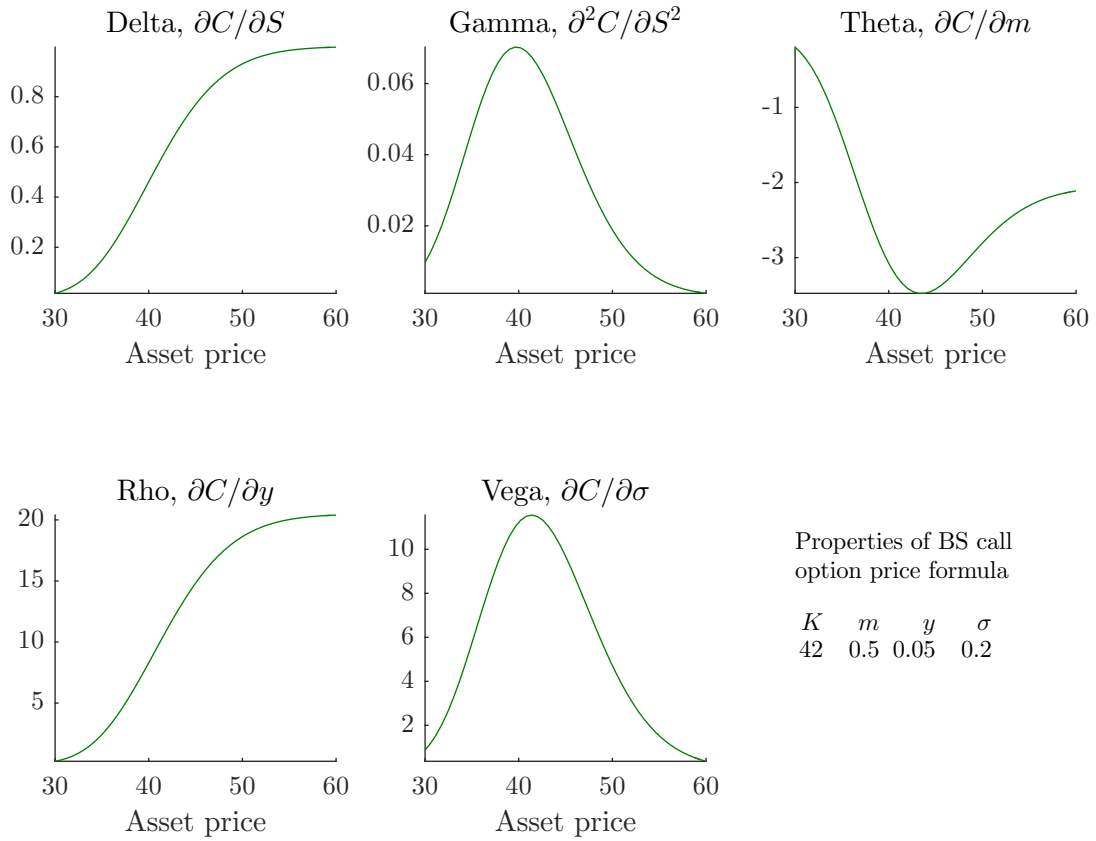 Delta, ∂C/∂S
0.8
0.6
0.4
0.2
30 40 50 60
Asset price
Gamma, ∂²C/∂S²
0.06
0.04
0.02
30 40 50 60
Asset price
Theta, ∂C/∂m
-1
-2
-3
30 40 50 60
Asset price
Rho, ∂C/∂y
20
15
10
5
30 40 50 60
Asset price
Vega, ∂C/∂σ
10
8
6
4
2
30 40 50 60
Asset price
Properties of BS call
option price formula
K m y σ
42 0.5 0.05 0.2